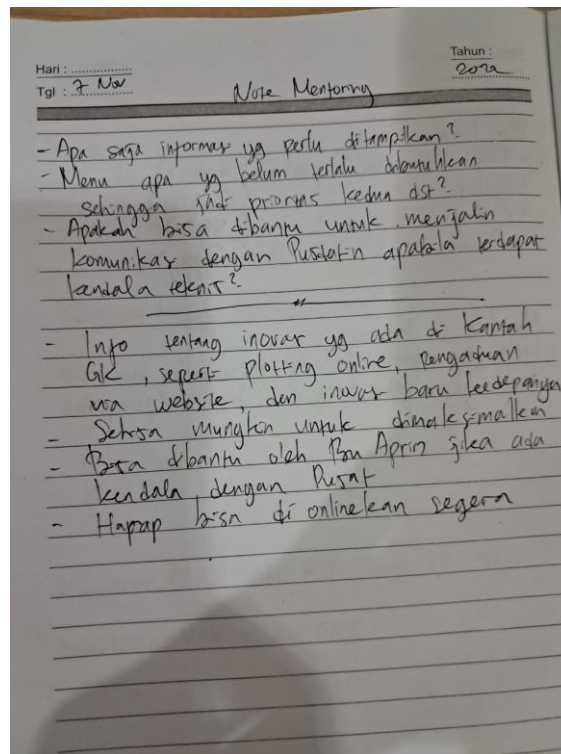 Hari : ............... Tahun :
Tgl : 7 Nov 2022
Note Mentoring
- Apa saja informasi yg perlu ditampilkan?
- Menu apa yg belum terlalu dibutuhkan
sehingga jadi prioritas kedua dst?
- Apakah bisa dibantu untuk menjalin
komunikasi dengan Pusdatin apabila terdapat
kendala teknis?
- Info tentang inovasi yg ada di Kantah
GK, seperti plotting online, pengaduan
via website, dan inovasi baru kedepannya
- Sebisa mungkin untuk dimaksimalkan
- Bisa dibantu oleh Bu Aprin jika ada
kendala dengan Pusat
- Harap bisa di onlinekan segera